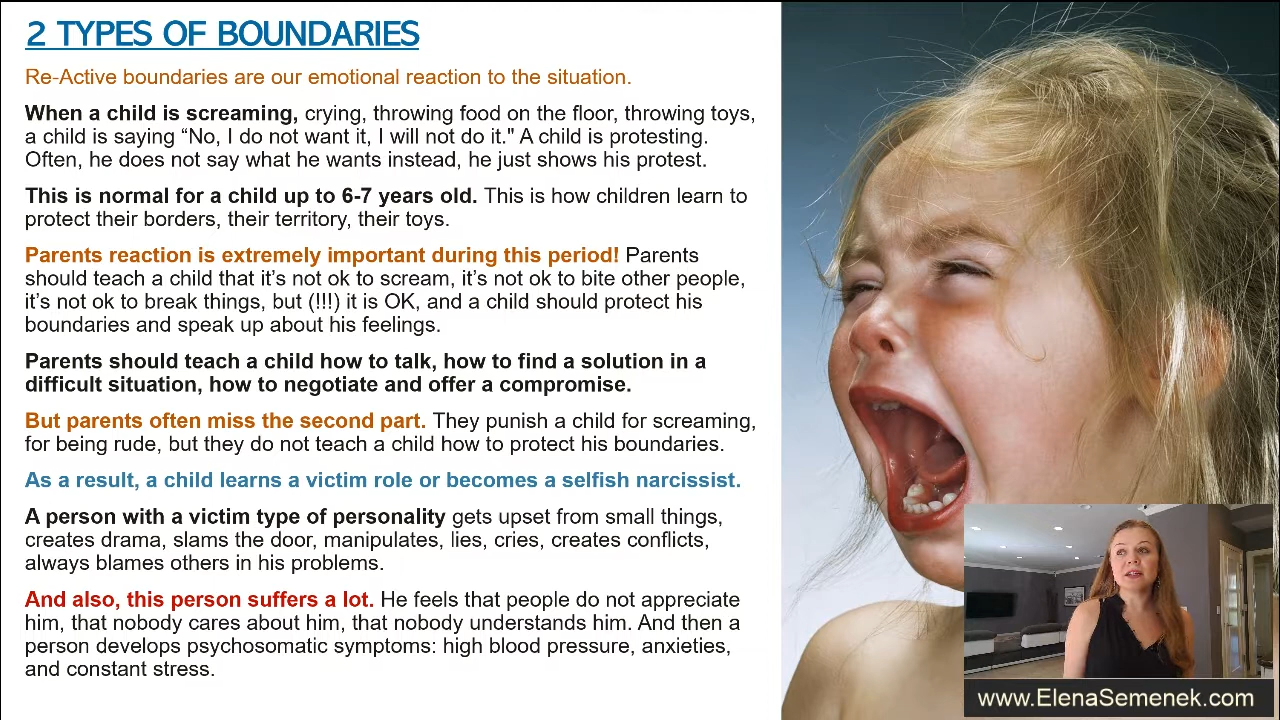 2 TYPES OF BOUNDARIES
Re-Active boundaries are our emotional reaction to the situation.
When a child is screaming, crying, throwing food on the floor, throwing toys,
a child is saying “No, I do not want it, I will not do it." A child is protesting.
Often, he does not say what he wants instead, he just shows his protest.
This is normal for a child up to 6-7 years old. This is how children learn to
protect their borders, their territory, their toys.
Parents reaction is extremely important during this period! Parents
should teach a child that it’s not ok to scream, it’s not ok to bite other people,
it’s not ok to break things, but (!!!) it is OK, and a child should protect his
boundaries and speak up about his feelings.
Parents should teach a child how to talk, how to find a solution in a
difficult situation, how to negotiate and offer a compromise.
But parents often miss the second part. They punish a child for screaming,
for being rude, but they do not teach a child how to protect his boundaries.
As a result, a child learns a victim role or becomes a selfish narcissist.
A person with a victim type of personality gets upset from small things,
creates drama, slams the door, manipulates, lies, cries, creates conflicts,
always blames others in his problems.
And also, this person suffers a lot. He feels that people do not appreciate
him, that nobody cares about him, that nobody understands him. And then a
person develops psychosomatic symptoms: high blood pressure, anxieties,
and constant stress.
www.ElenaSemenek.com